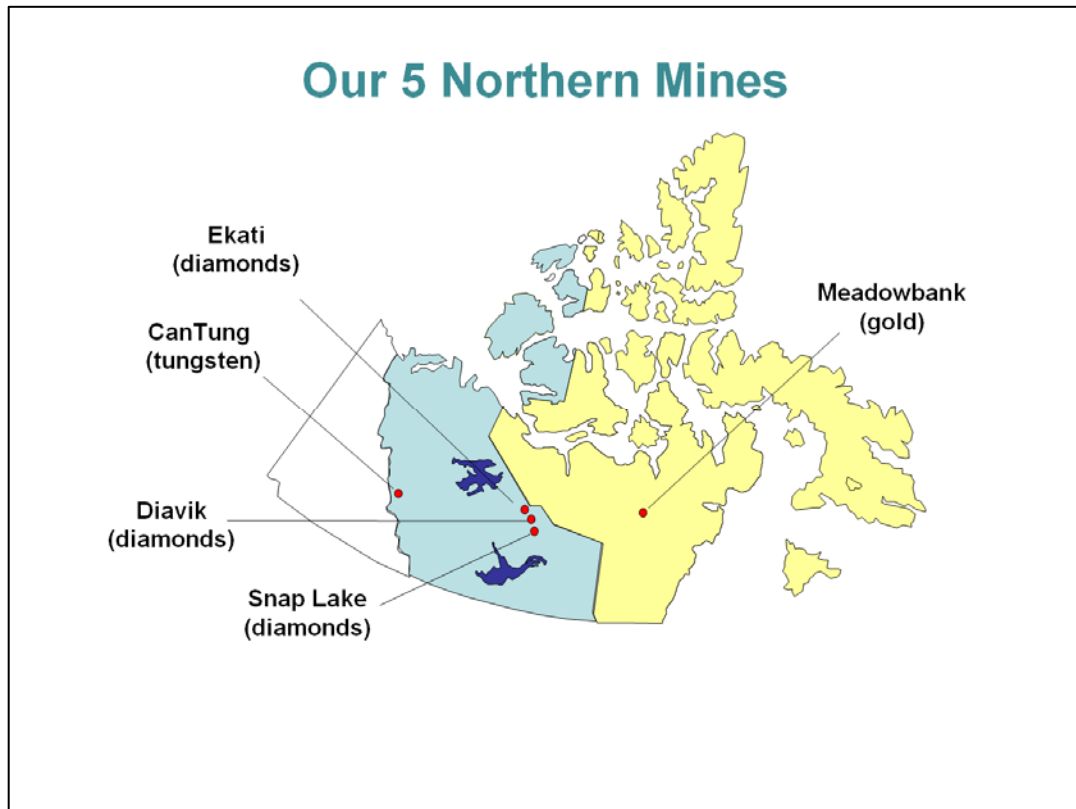 Our 5 Northern Mines
Ekati
(diamonds)
CanTung
(tungsten)
Meadowbank
(gold)
Diavik
(diamonds)
Snap Lake
(diamonds)